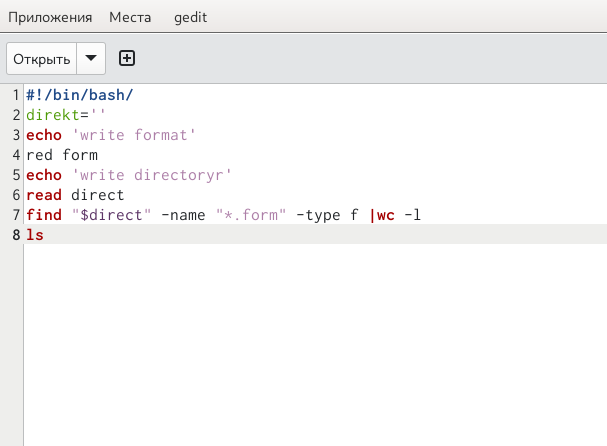 Приложения Места gedit
Открыть
1 #!/bin/bash/
2 direkt=''
3 echo 'write format'
4 red form
5 echo 'write directoryr'
6 read direct
7 find "$direct" -name "*.form" -type f |wc -l
8 ls